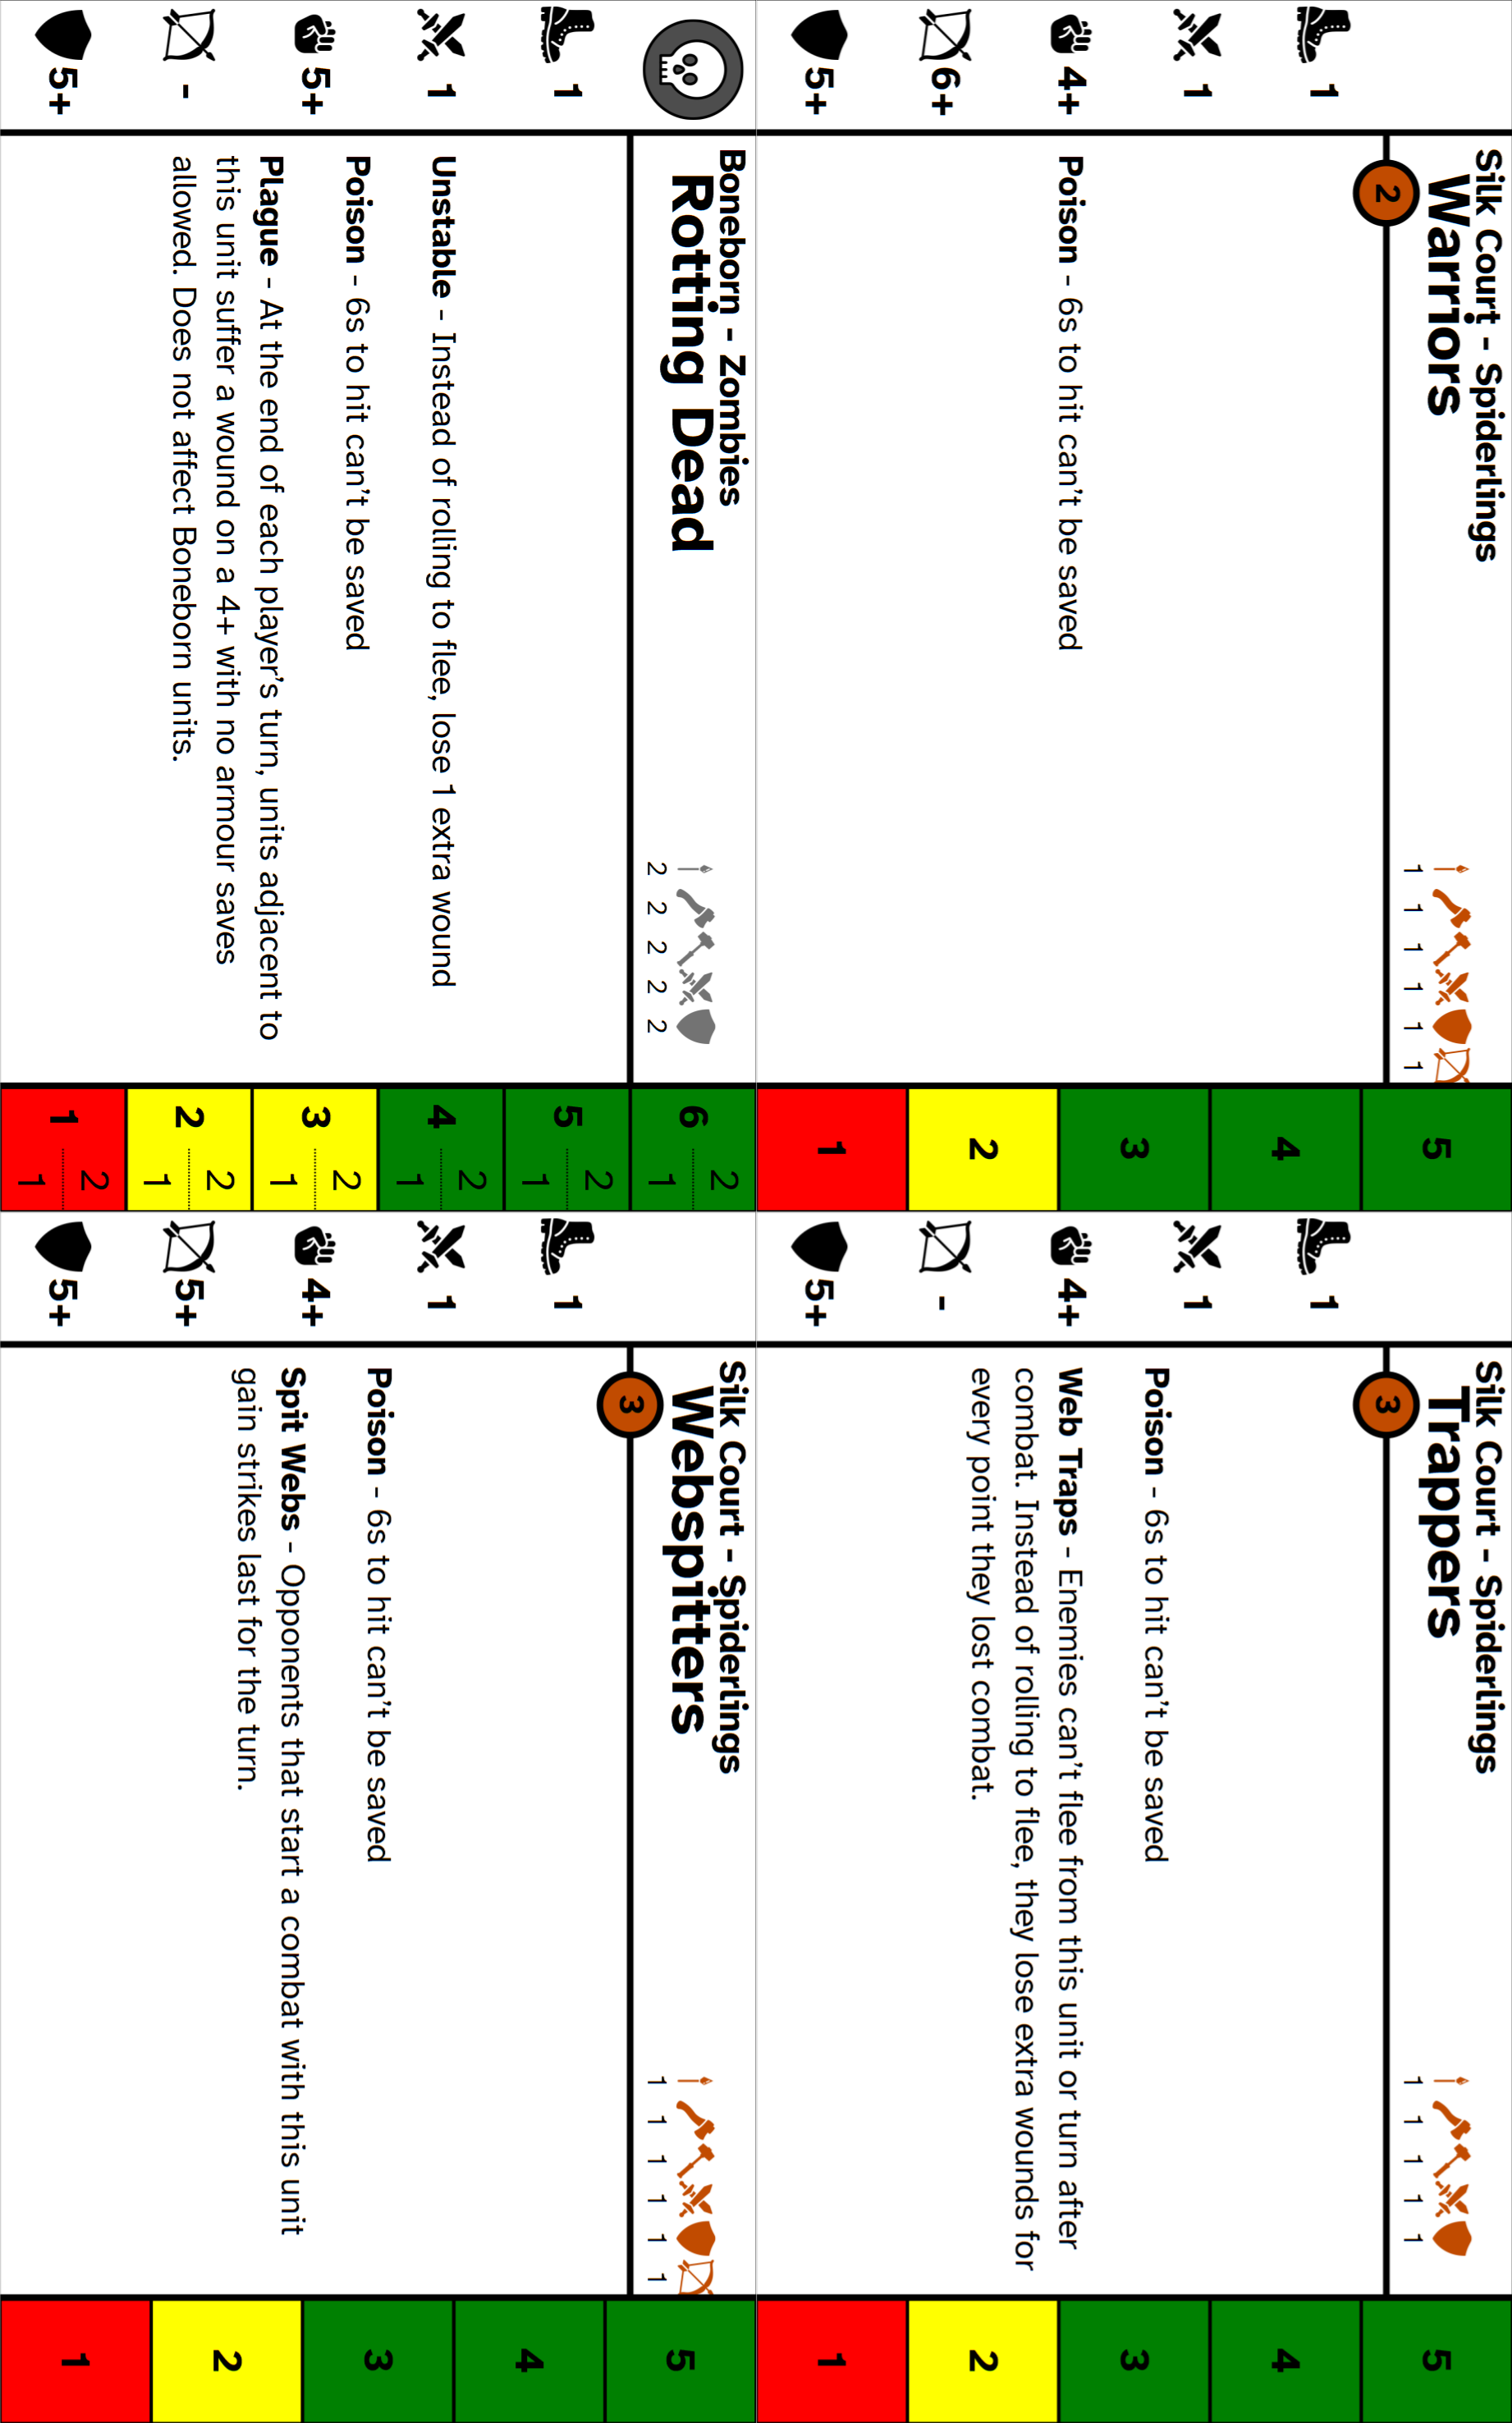 Silk Court - Spiderlings
Warriors
2
1 1 1 1 1 1
1
1
4+
6+
5+
Poison - 6s to hit can't be saved
5
4
3
2
1
Silk Court - Spiderlings
Trappers
3
1 1 1 1 1
1
1
4+
-
5+
Poison - 6s to hit can't be saved
Web Traps - Enemies can't flee from this unit or turn after
combat. Instead of rolling to flee, they lose extra wounds for
every point they lost combat.
5
4
3
2
1
Boneborn - Zombies
Rotting Dead
2 2 2 2 2
1
1
5+
-
5+
Unstable - Instead of rolling to flee, lose 1 extra wound
Poison - 6s to hit can't be saved
Plague - At the end of each player's turn, units adjacent to
this unit suffer a wound on a 4+ with no armour saves
allowed. Does not affect Boneborn units.
6 2 1
5 2 1
4 2 1
3 2 1
2 2 1
1 2 1
Silk Court - Spiderlings
Webspitters
3
1 1 1 1 1 1
1
1
4+
5+
5+
Poison - 6s to hit can't be saved
Spit Webs - Opponents that start a combat with this unit
gain strikes last for the turn.
5
4
3
2
1